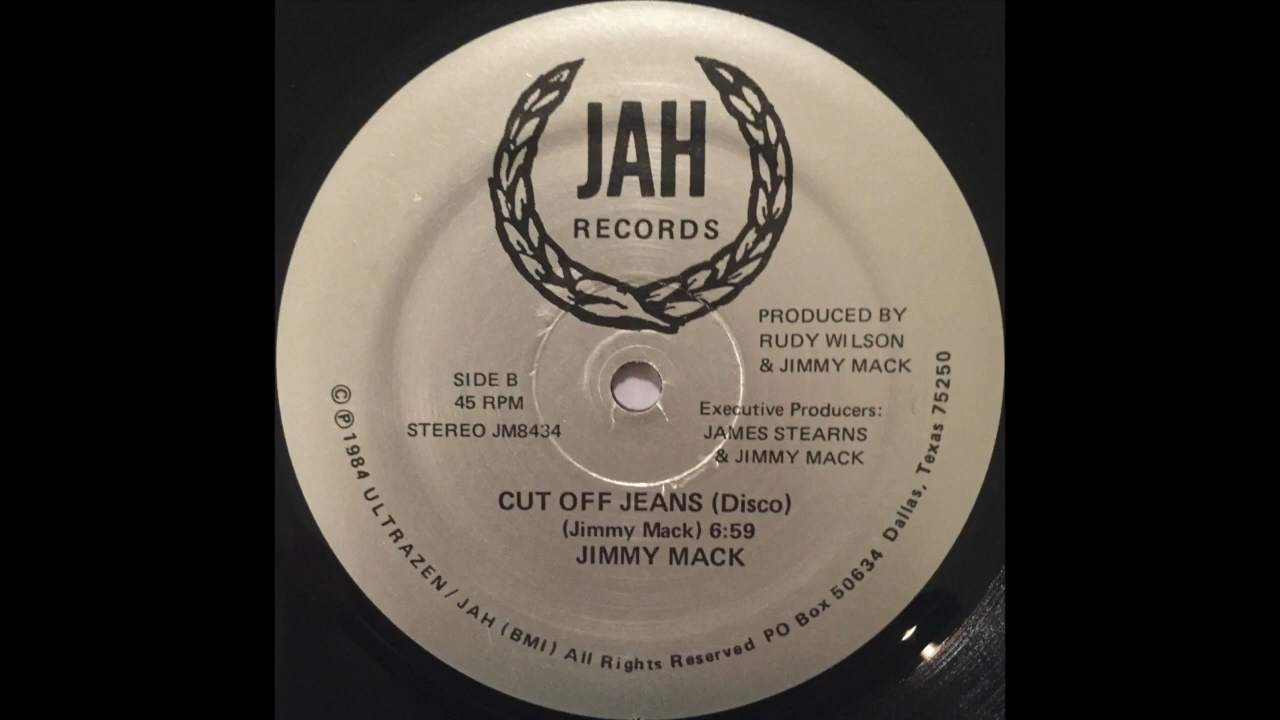 JAH
RECORDS
PRODUCED BY
RUDY WILSON
& JIMMY MACK
SIDE B
45 RPM
STEREO JM8434
Executive Producers:
JAMES STEARNS
& JIMMY MACK
CUT OFF JEANS (Disco)
(Jimmy Mack) 6:59
JIMMY MACK
© ℗ 1984 ULTRAZEN / JAH (BMI) All Rights Reserved PO Box 50634 Dallas, Texas 75250